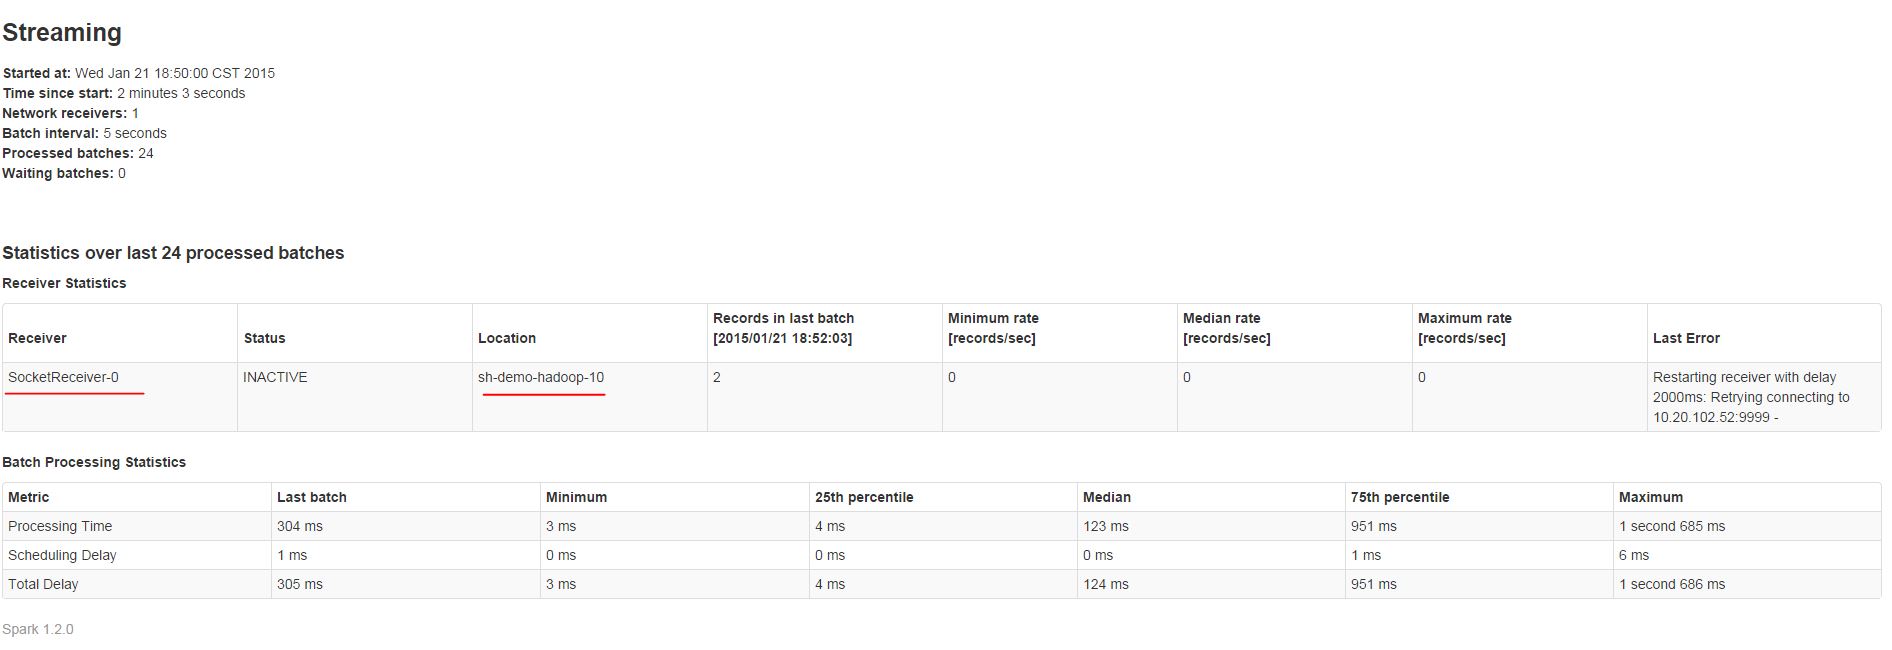 Streaming
Started at: Wed Jan 21 18:50:00 CST 2015
Time since start: 2 minutes 3 seconds
Network receivers: 1
Batch interval: 5 seconds
Processed batches: 24
Waiting batches: 0
Statistics over last 24 processed batches
Receiver Statistics
Receiver Status Location Records in last batch [2015/01/21 18:52:03] Minimum rate [records/sec] Median rate [records/sec] Maximum rate [records/sec] Last Error
SocketReceiver-0 INACTIVE sh-demo-hadoop-10 2 0 0 0 Restarting receiver with delay
2000ms: Retrying connecting to
10.20.102.52:9999 -
Batch Processing Statistics
Metric Last batch Minimum 25th percentile Median 75th percentile Maximum
Processing Time 304 ms 3 ms 4 ms 123 ms 951 ms 1 second 685 ms
Scheduling Delay 1 ms 0 ms 0 ms 0 ms 1 ms 6 ms
Total Delay 305 ms 3 ms 4 ms 124 ms 951 ms 1 second 686 ms
Spark 1.2.0